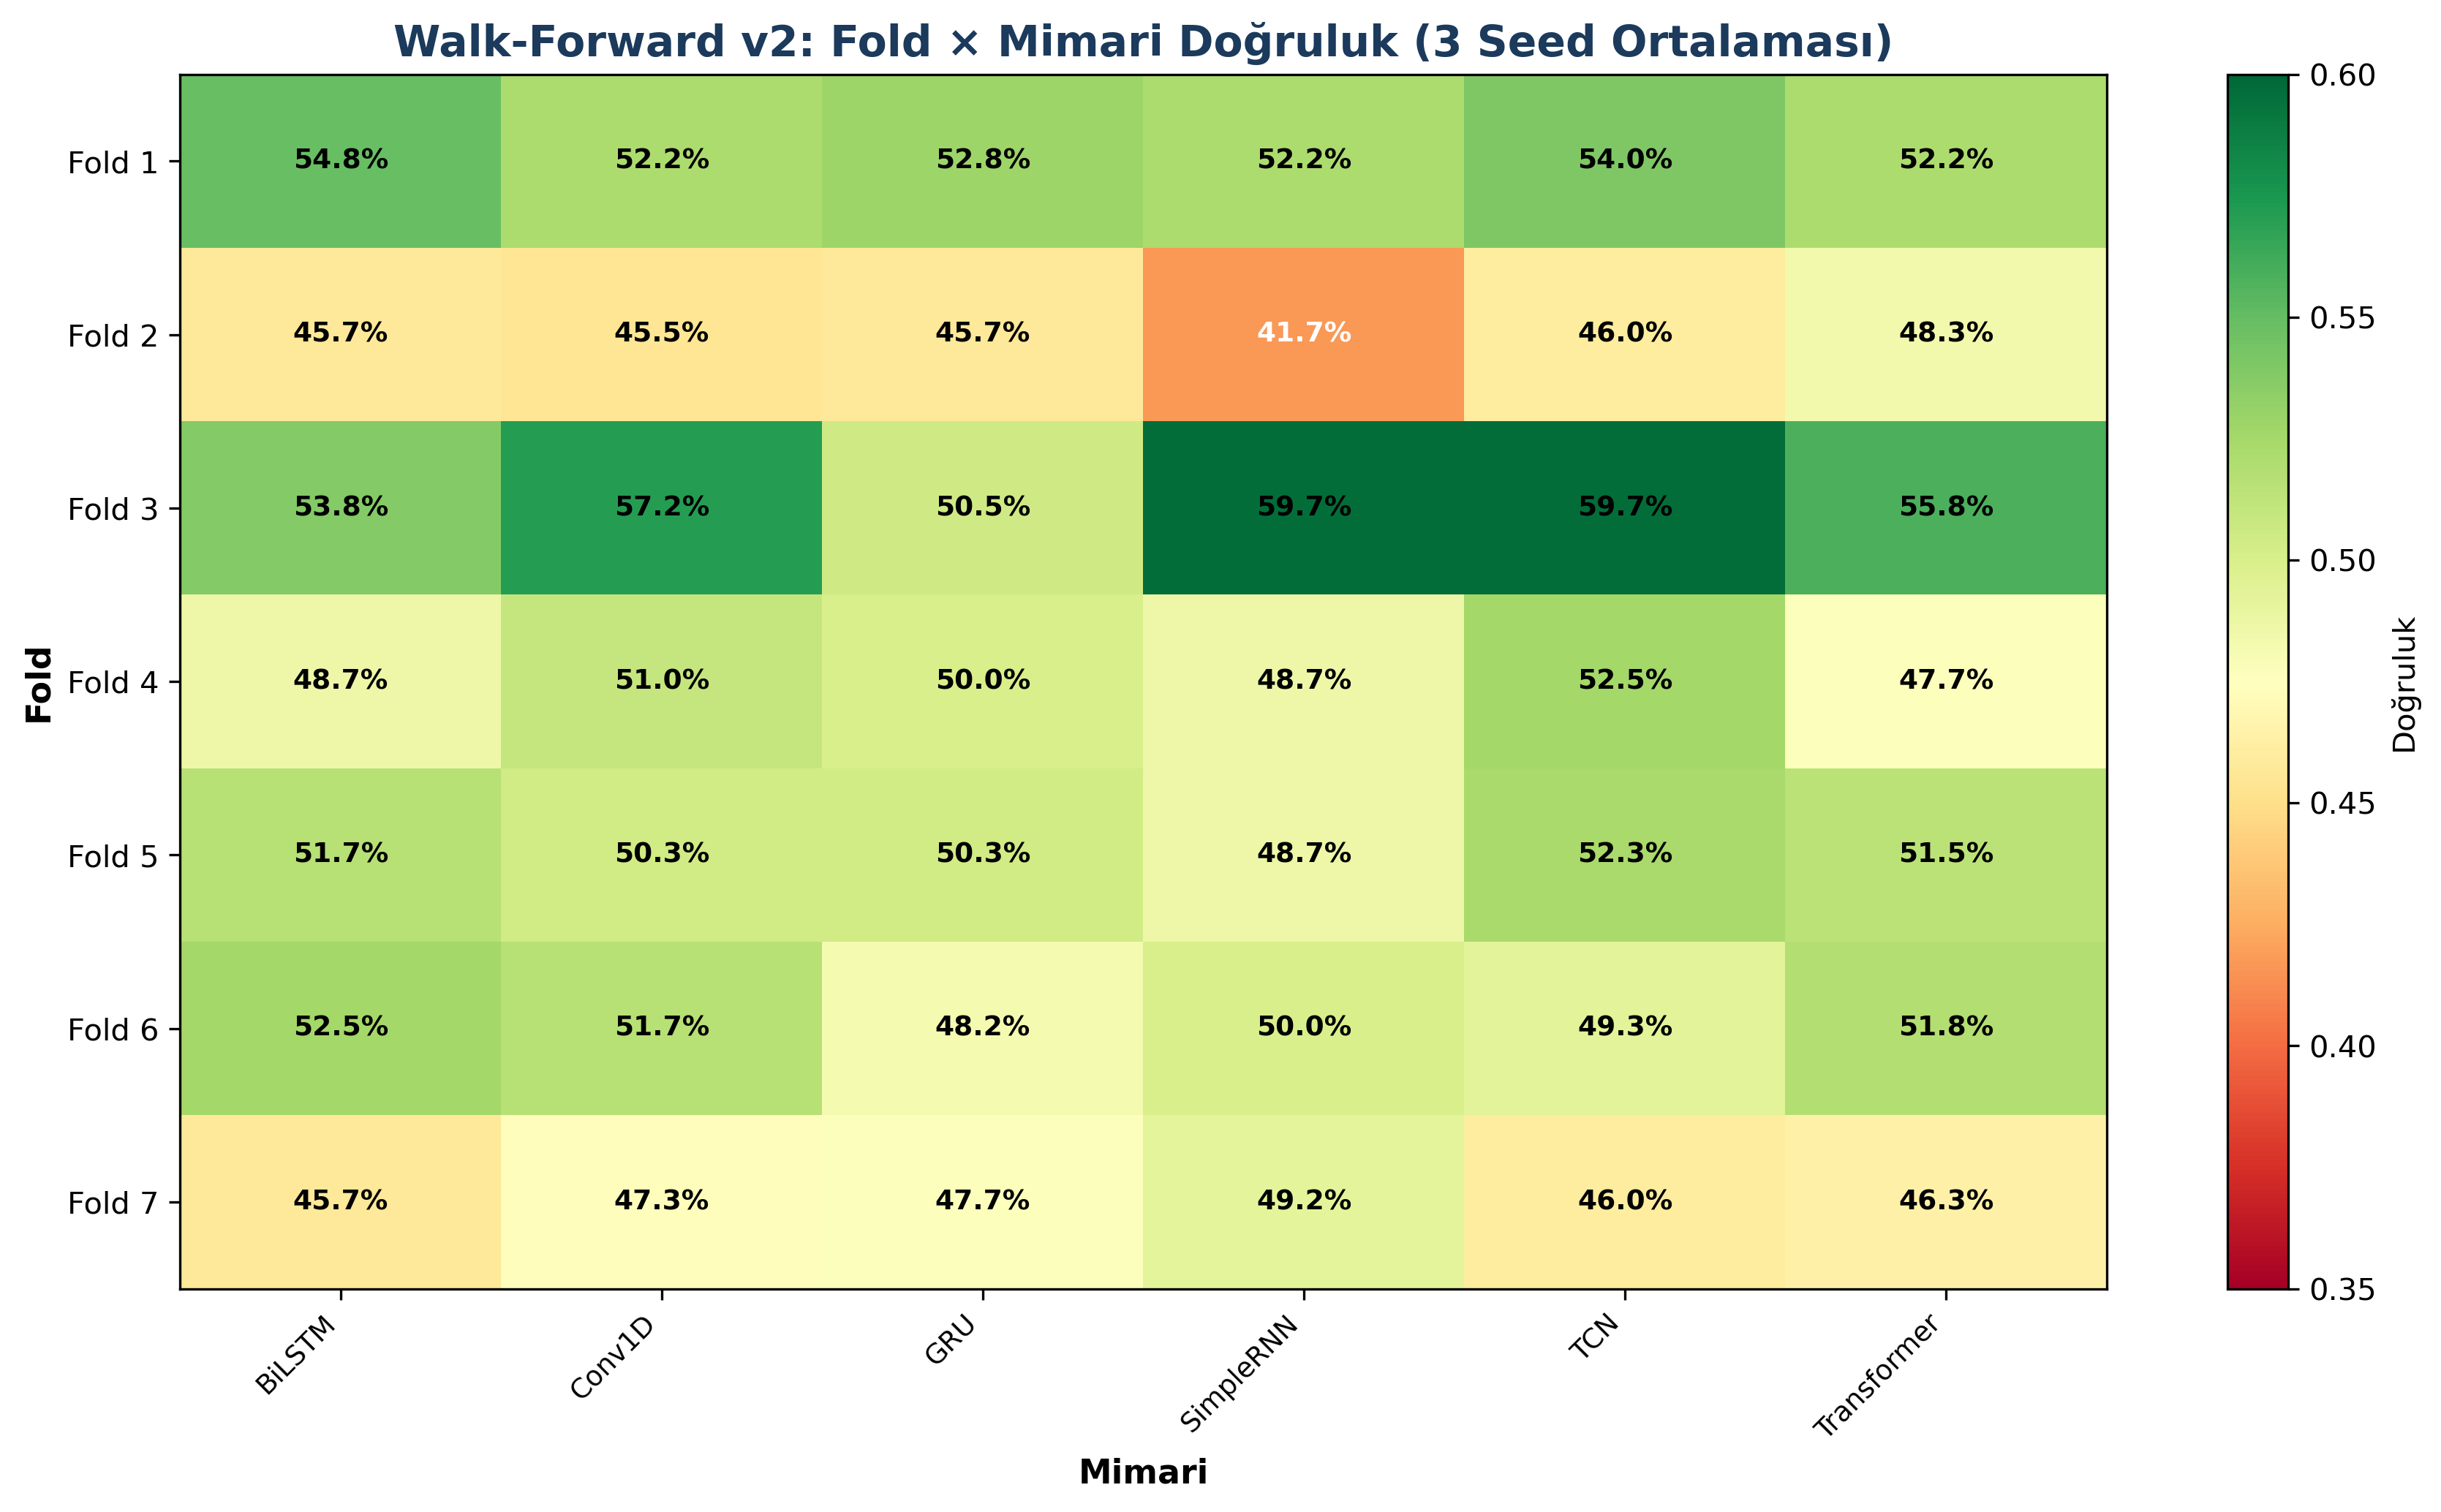 Walk-Forward v2: Fold × Mimari Doğruluk (3 Seed Ortalaması)
Fold
Fold 1 54.8% 52.2% 52.8% 52.2% 54.0% 52.2%
Fold 2 45.7% 45.5% 45.7% 41.7% 46.0% 48.3%
Fold 3 53.8% 57.2% 50.5% 59.7% 59.7% 55.8%
Fold 4 48.7% 51.0% 50.0% 48.7% 52.5% 47.7%
Fold 5 51.7% 50.3% 50.3% 48.7% 52.3% 51.5%
Fold 6 52.5% 51.7% 48.2% 50.0% 49.3% 51.8%
Fold 7 45.7% 47.3% 47.7% 49.2% 46.0% 46.3%
BiLSTM Conv1D GRU SimpleRNN TCN Transformer
Mimari
0.60
0.55
0.50
0.45
0.40
0.35
Doğruluk